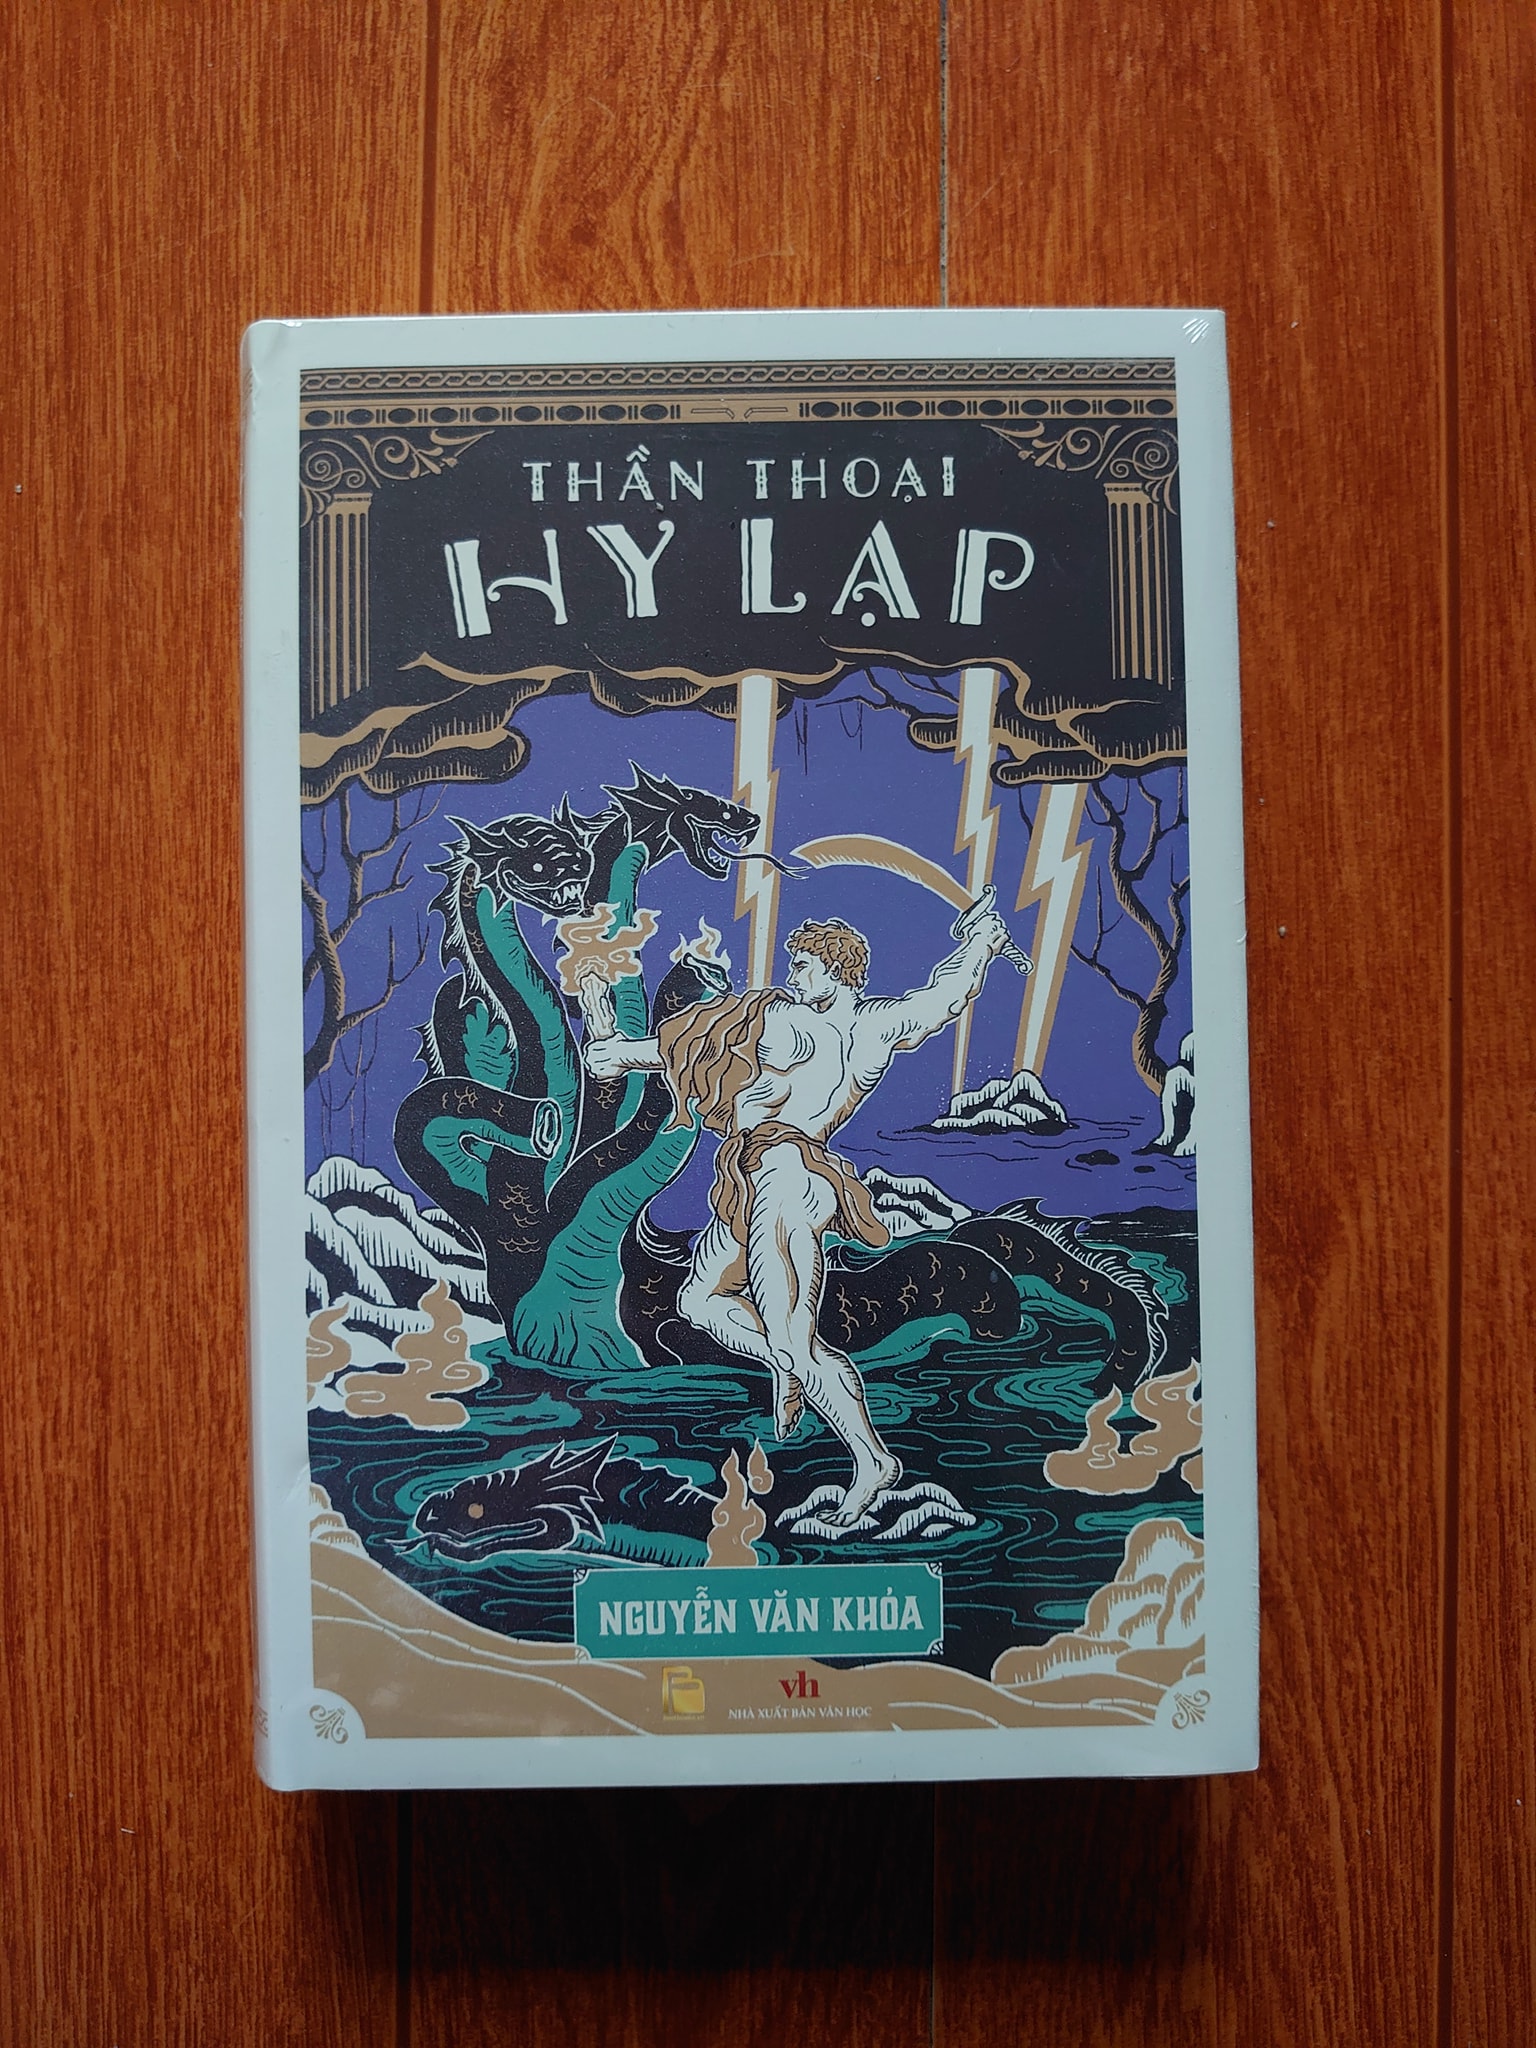 THẦN THOẠI
HY LẠP
NGUYỄN VĂN KHỎA
vh
NHÀ XUẤT BẢN VĂN HỌC